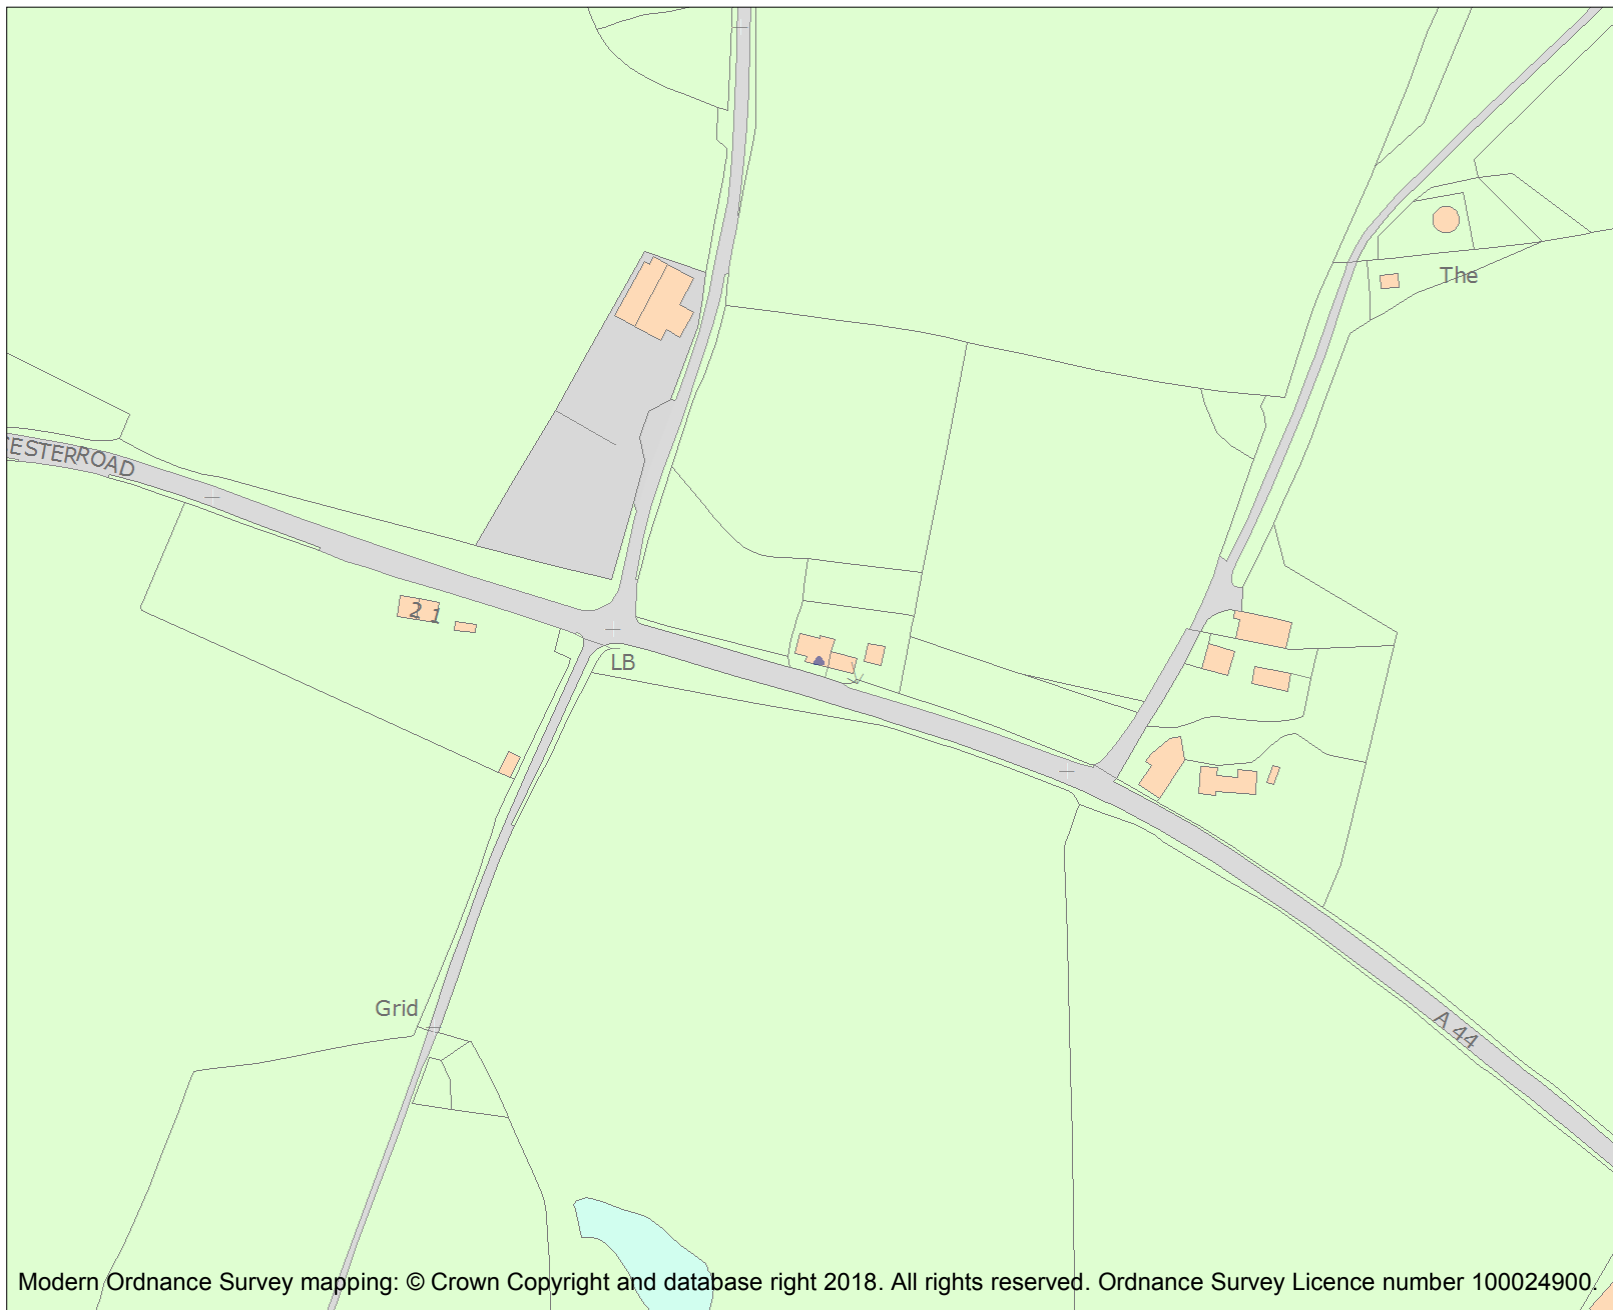 The
ESTERROAD
2 1
LB
Grid
A 44
Modern Ordnance Survey mapping: © Crown Copyright and database right 2018. All rights reserved. Ordnance Survey Licence number 100024900.